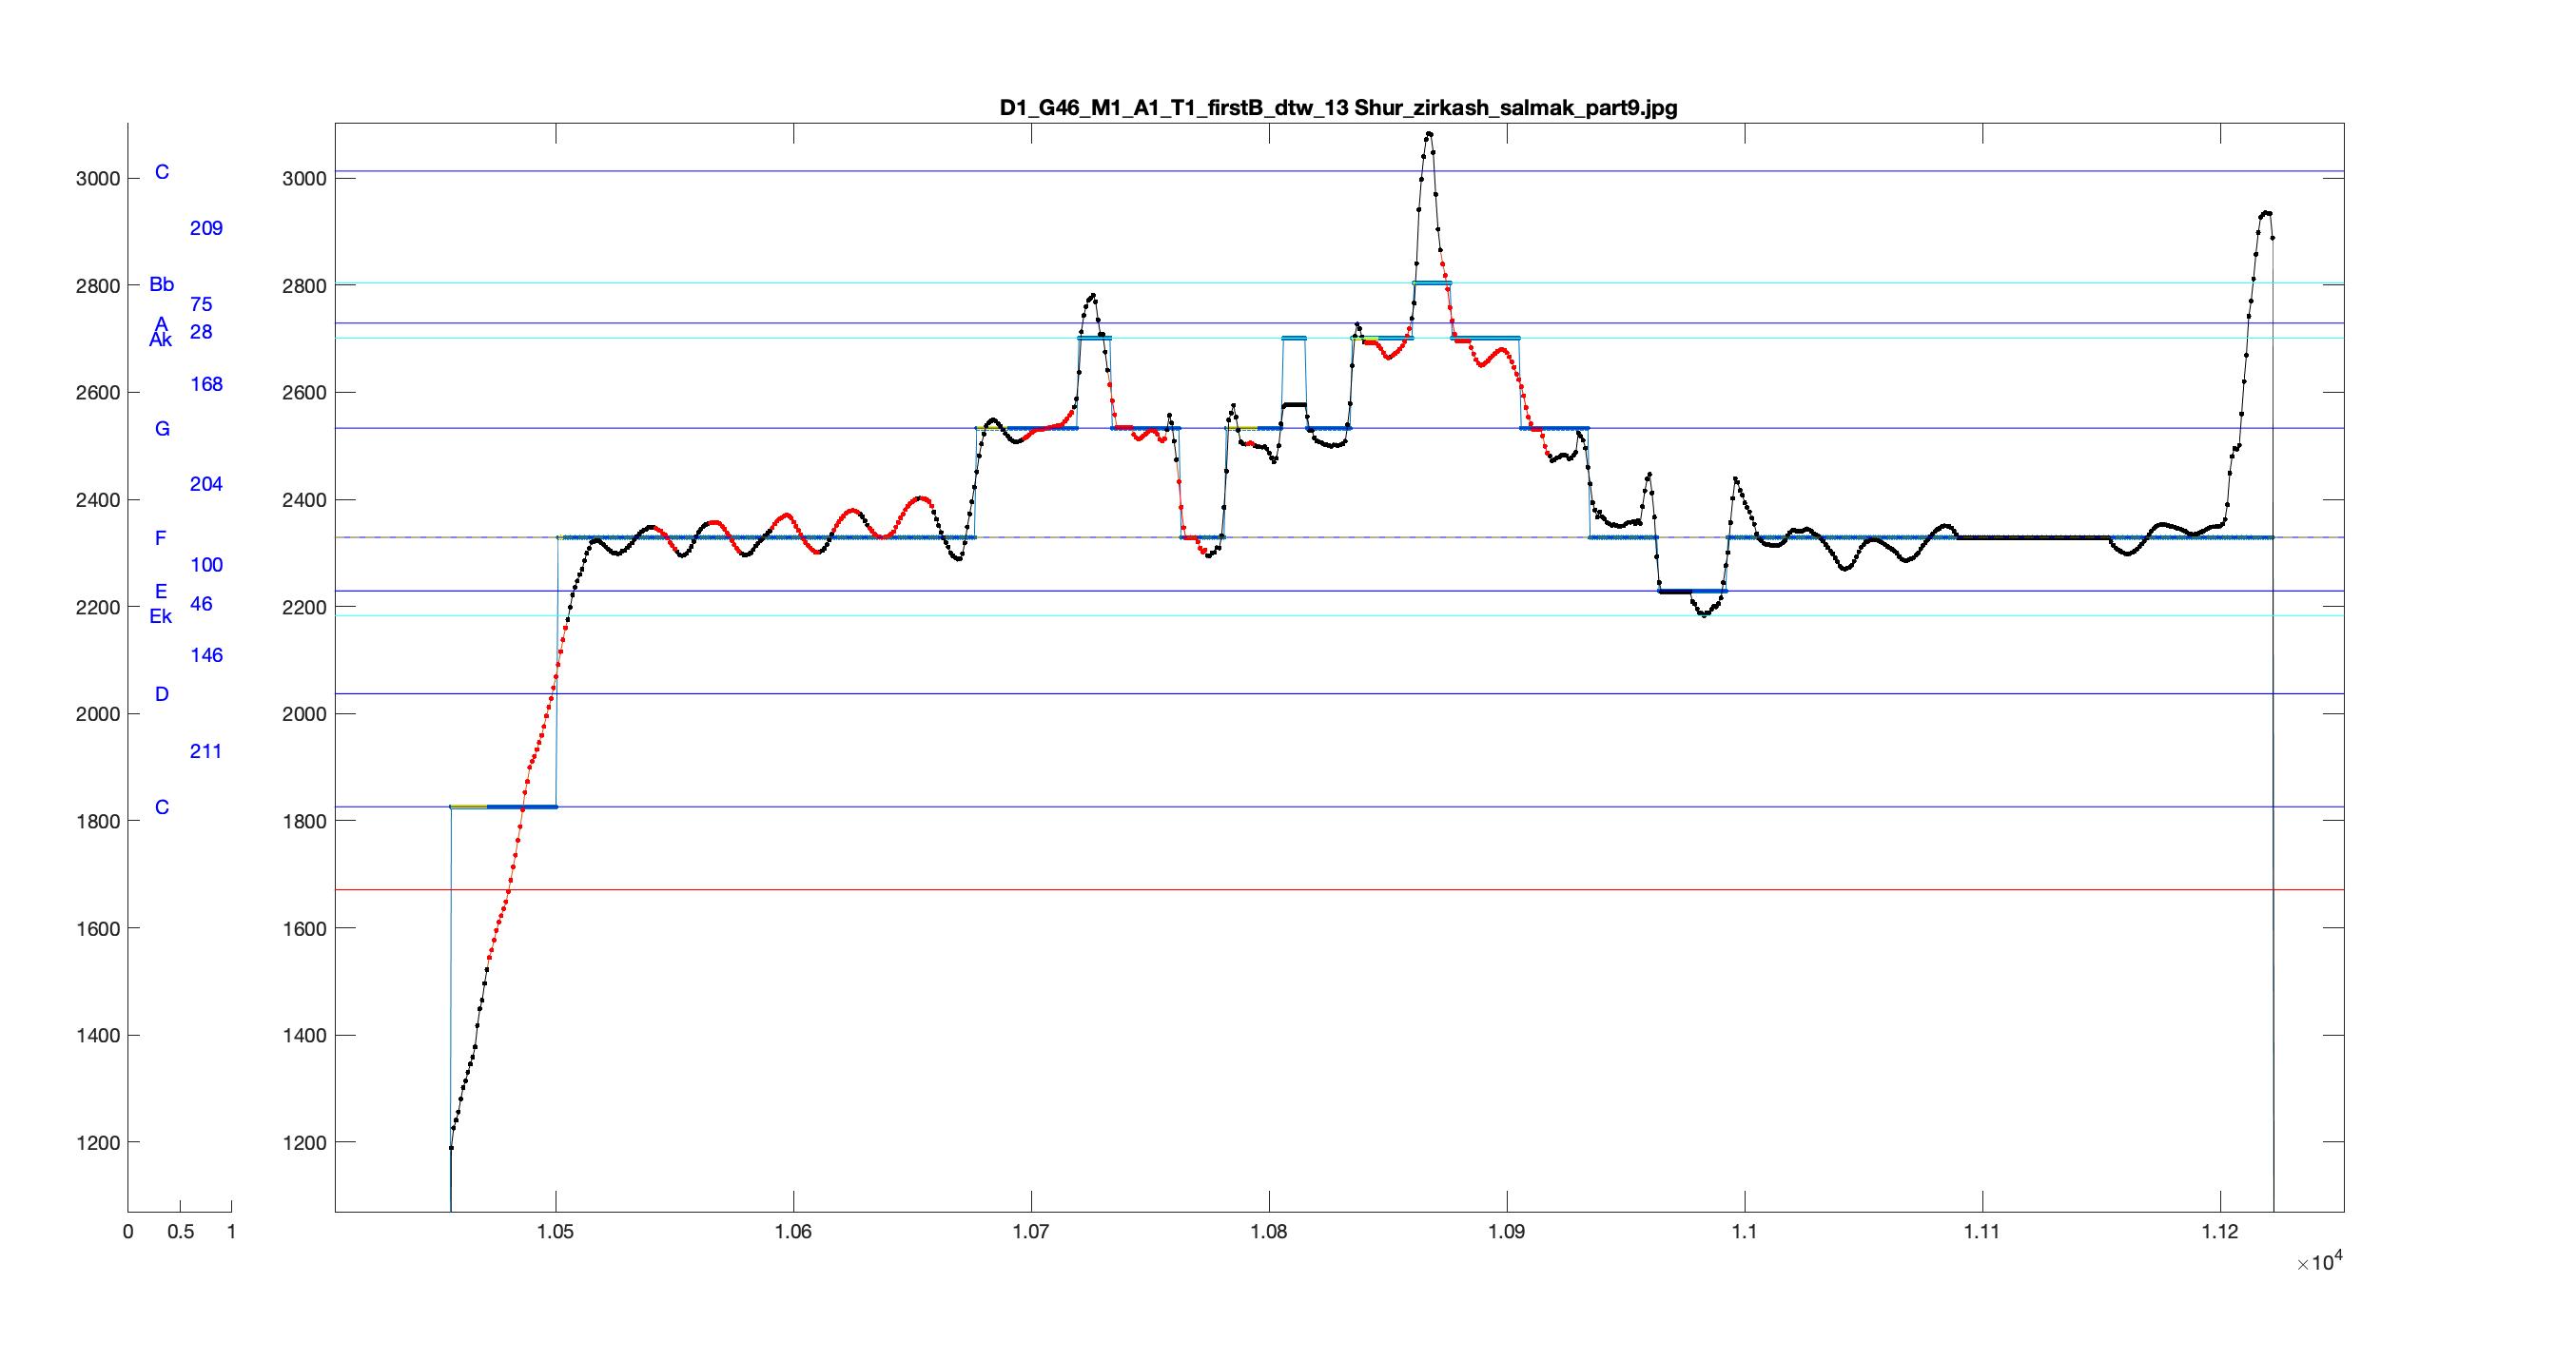 D1_G46_M1_A1_T1_firstB_dtw_13 Shur_zirkash_salmak_part9.jpg
3000 C 3000
209
2800 Bb 2800
75
A
28
Ak
2600 168 2600
G
2400 204 2400
F
100
E
2200 46 2200
Ek
146
D
2000 2000
211
C
1800 1800
1600 1600
1400 1400
1200 1200
0 0.5 1 1.05 1.06 1.07 1.08 1.09 1.1 1.11 1.12
×10⁴